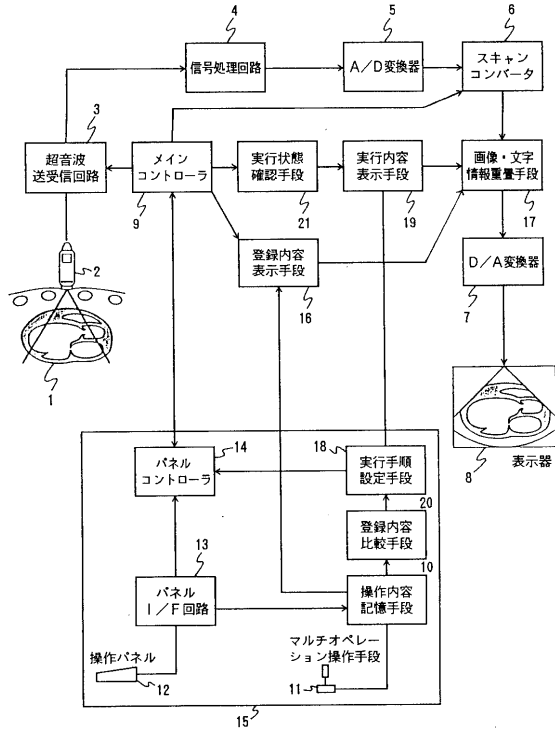 4
5
6
信号処理回路
A/D変換器
スキャン
コンバータ
3
超音波
送受信回路
メイン
コントローラ
実行状態
確認手段
実行内容
表示手段
画像・文字
情報重畳手段
9
21
19
17
2
登録内容
表示手段
16
D/A変換器
7
1
8
表示器
14
18
パネル
コントローラ
実行手順
設定手段
20
登録内容
比較手段
13
10
パネル
I/F回路
操作内容
記憶手段
操作パネル
マルチオペレー
ション操作手段
12
11
15